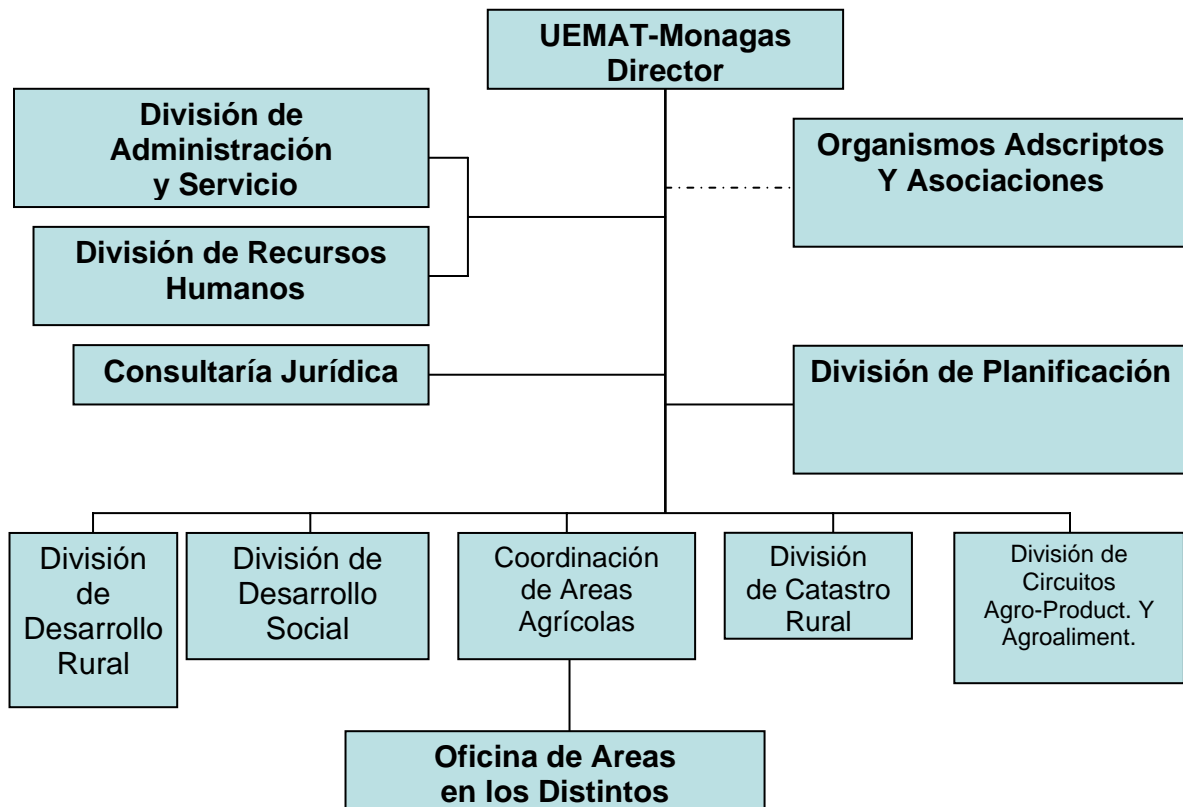 UEMAT-Monagas
Director
División de
Administración
y Servicio
Organismos Adscriptos
Y Asociaciones
División de Recursos
Humanos
Consultaría Jurídica
División de Planificación
División
de
Desarrollo
Rural
División de
Desarrollo
Social
Coordinación
de Areas
Agrícolas
División
de Catastro
Rural
División de
Circuitos
Agro-Product. Y
Agroaliment.
Oficina de Areas
en los Distintos